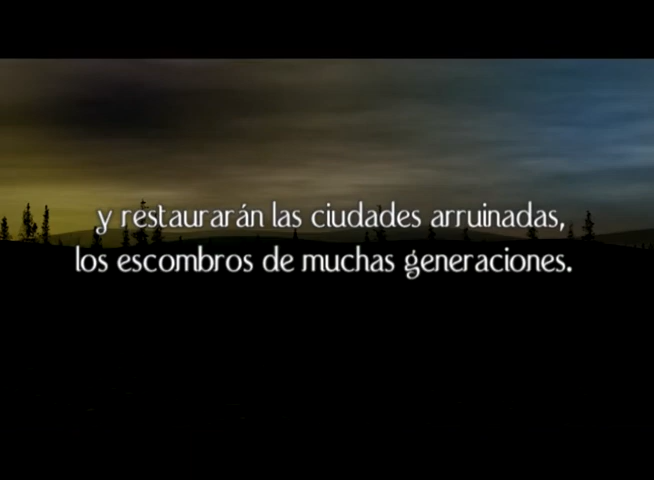 y restaurarán las ciudades arruinadas,
los escombros de muchas generaciones.